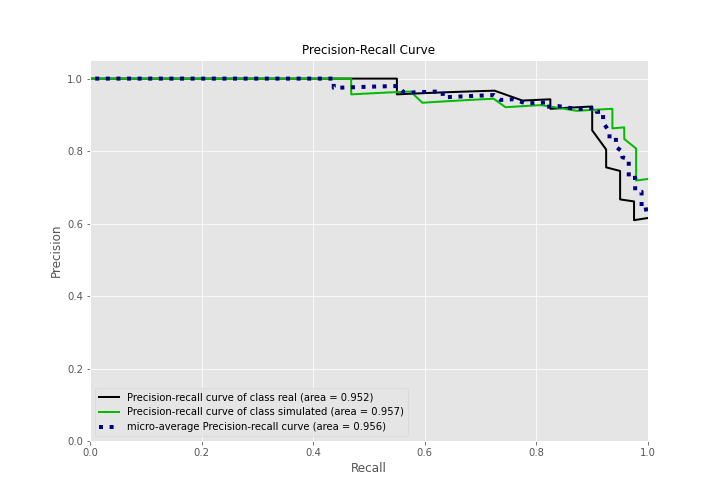 Precision-Recall Curve
1.0
0.8
0.6
0.4
0.2
0.0
Precision
Precision-recall curve of class real (area = 0.952)
Precision-recall curve of class simulated (area = 0.957)
micro-average Precision-recall curve (area = 0.956)
0.0 0.2 0.4 0.6 0.8 1.0
Recall